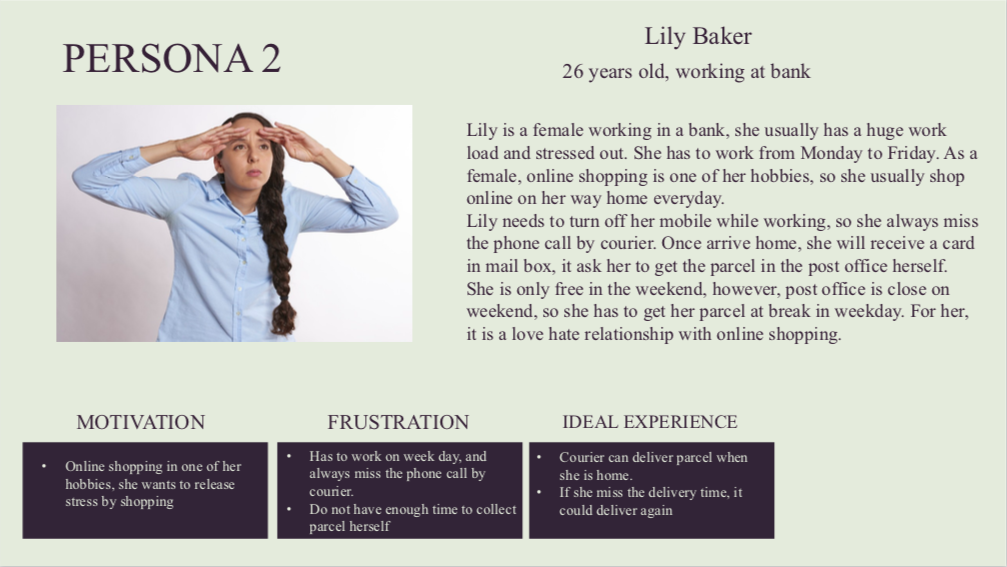 PERSONA 2
Lily Baker
26 years old, working at bank
Lily is a female working in a bank, she usually has a huge work
load and stressed out. She has to work from Monday to Friday. As a
female, online shopping is one of her hobbies, so she usually shop
online on her way home everyday.
Lily needs to turn off her mobile while working, so she always miss
the phone call by courier. Once arrive home, she will receive a card
in mail box, it ask her to get the parcel in the post office herself.
She is only free in the weekend, however, post office is close on
weekend, so she has to get her parcel at break in weekday. For her,
it is a love hate relationship with online shopping.
MOTIVATION
• Online shopping in one of her
hobbies, she wants to release
stress by shopping
FRUSTRATION
• Has to work on week day, and
always miss the phone call by
courier.
• Do not have enough time to collect
parcel herself
IDEAL EXPERIENCE
• Courier can deliver parcel when
she is home.
• If she miss the delivery time, it
could deliver again